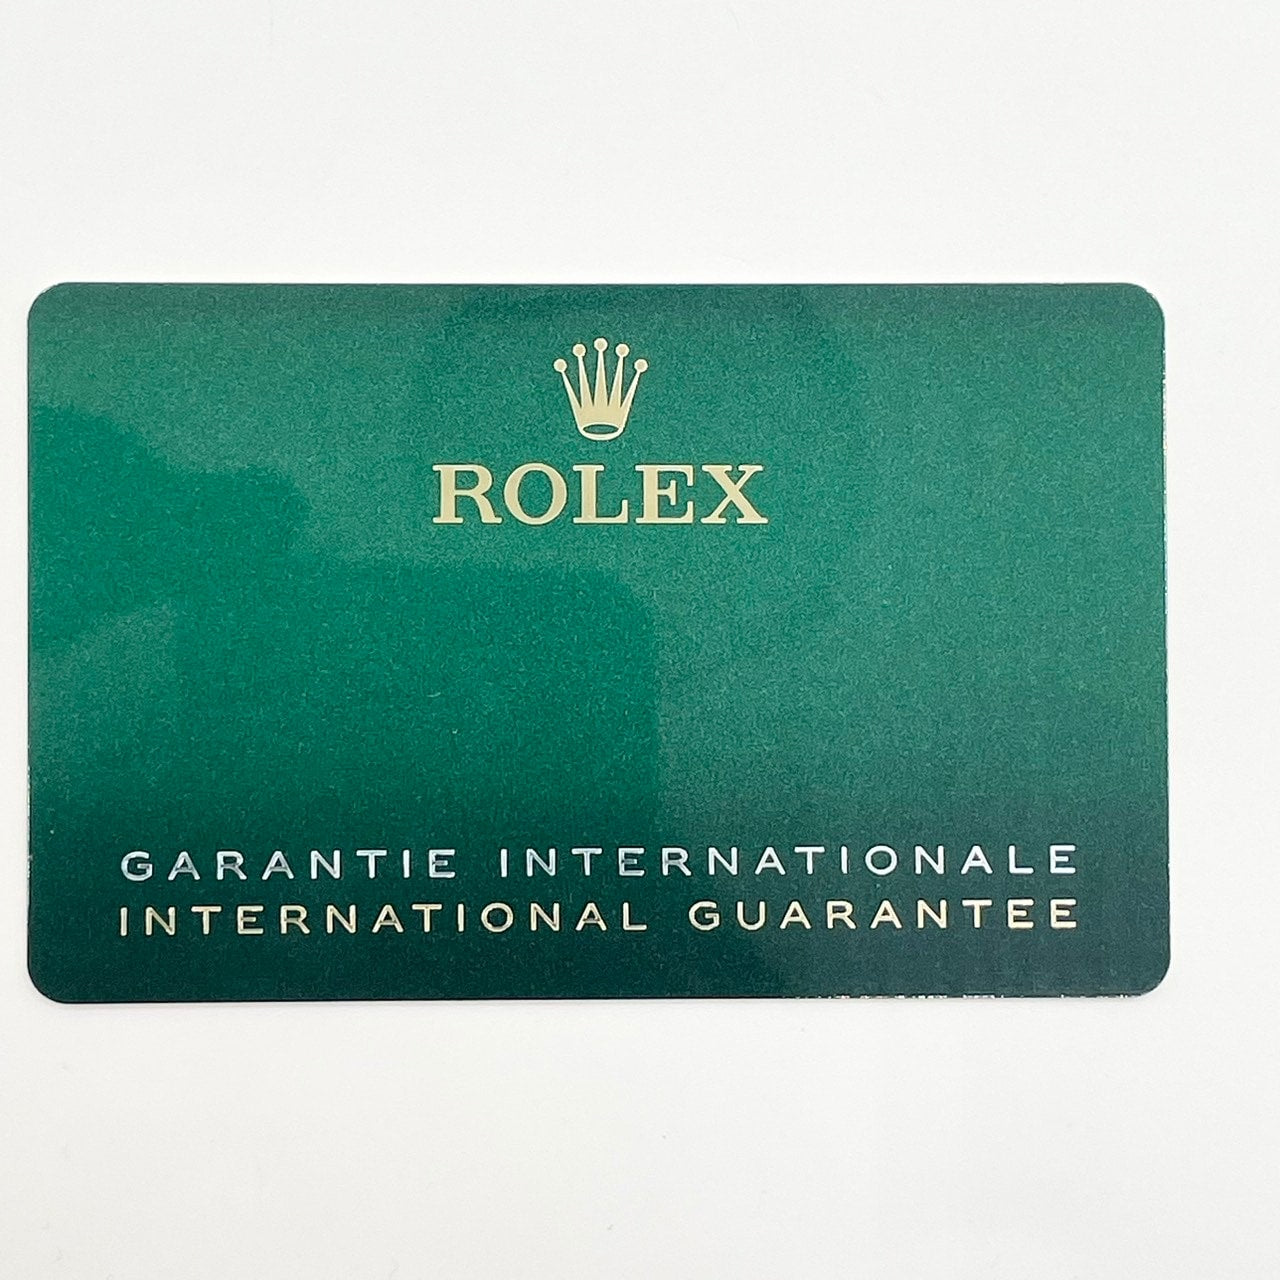 ROLEX
GARANTIE INTERNATIONALE
INTERNATIONAL GUARANTEE